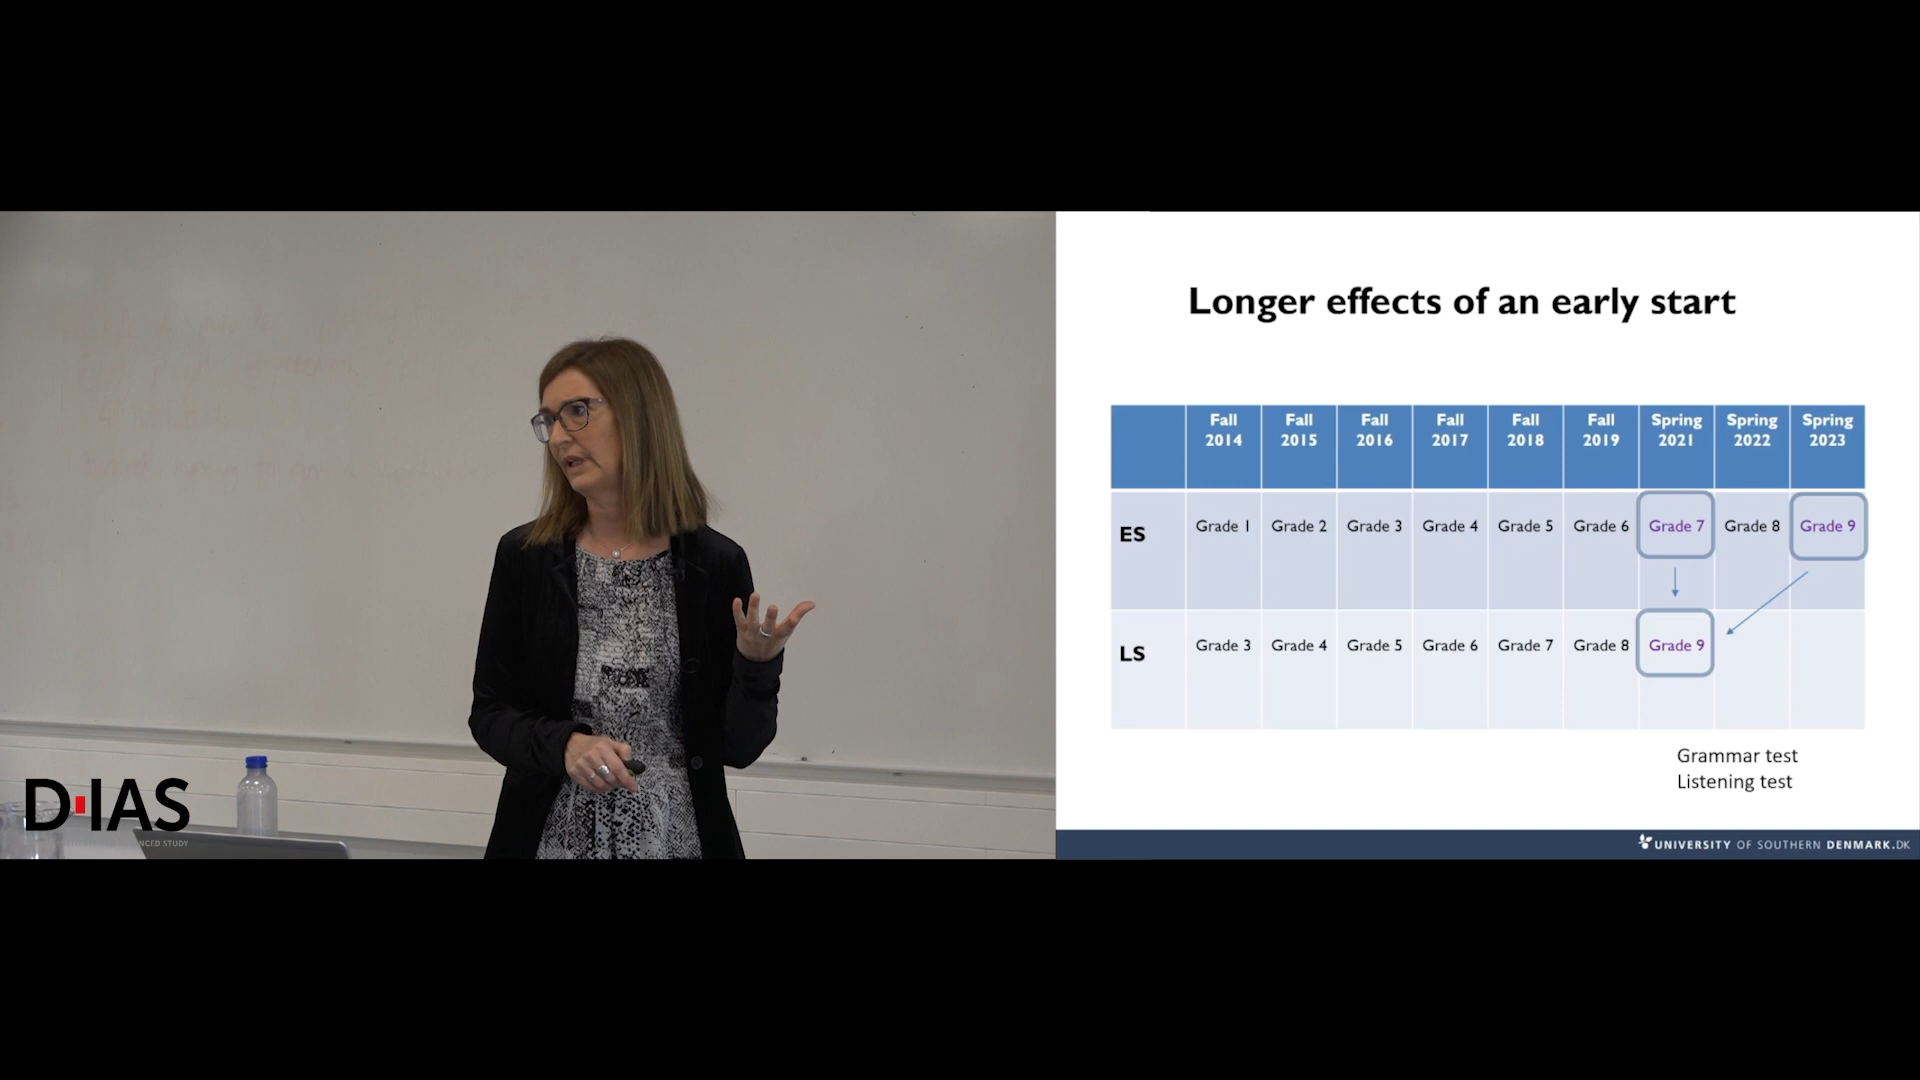 Longer effects of an early start
Fall 2014 Fall 2015 Fall 2016 Fall 2017 Fall 2018 Fall 2019 Spring 2021 Spring 2022 Spring 2023
ES Grade 1 Grade 2 Grade 3 Grade 4 Grade 5 Grade 6 Grade 7 Grade 8 Grade 9
LS Grade 3 Grade 4 Grade 5 Grade 6 Grade 7 Grade 8 Grade 9
Grammar test
Listening test
UNIVERSITY OF SOUTHERN DENMARK.DK
D·IAS
NCED STUDY